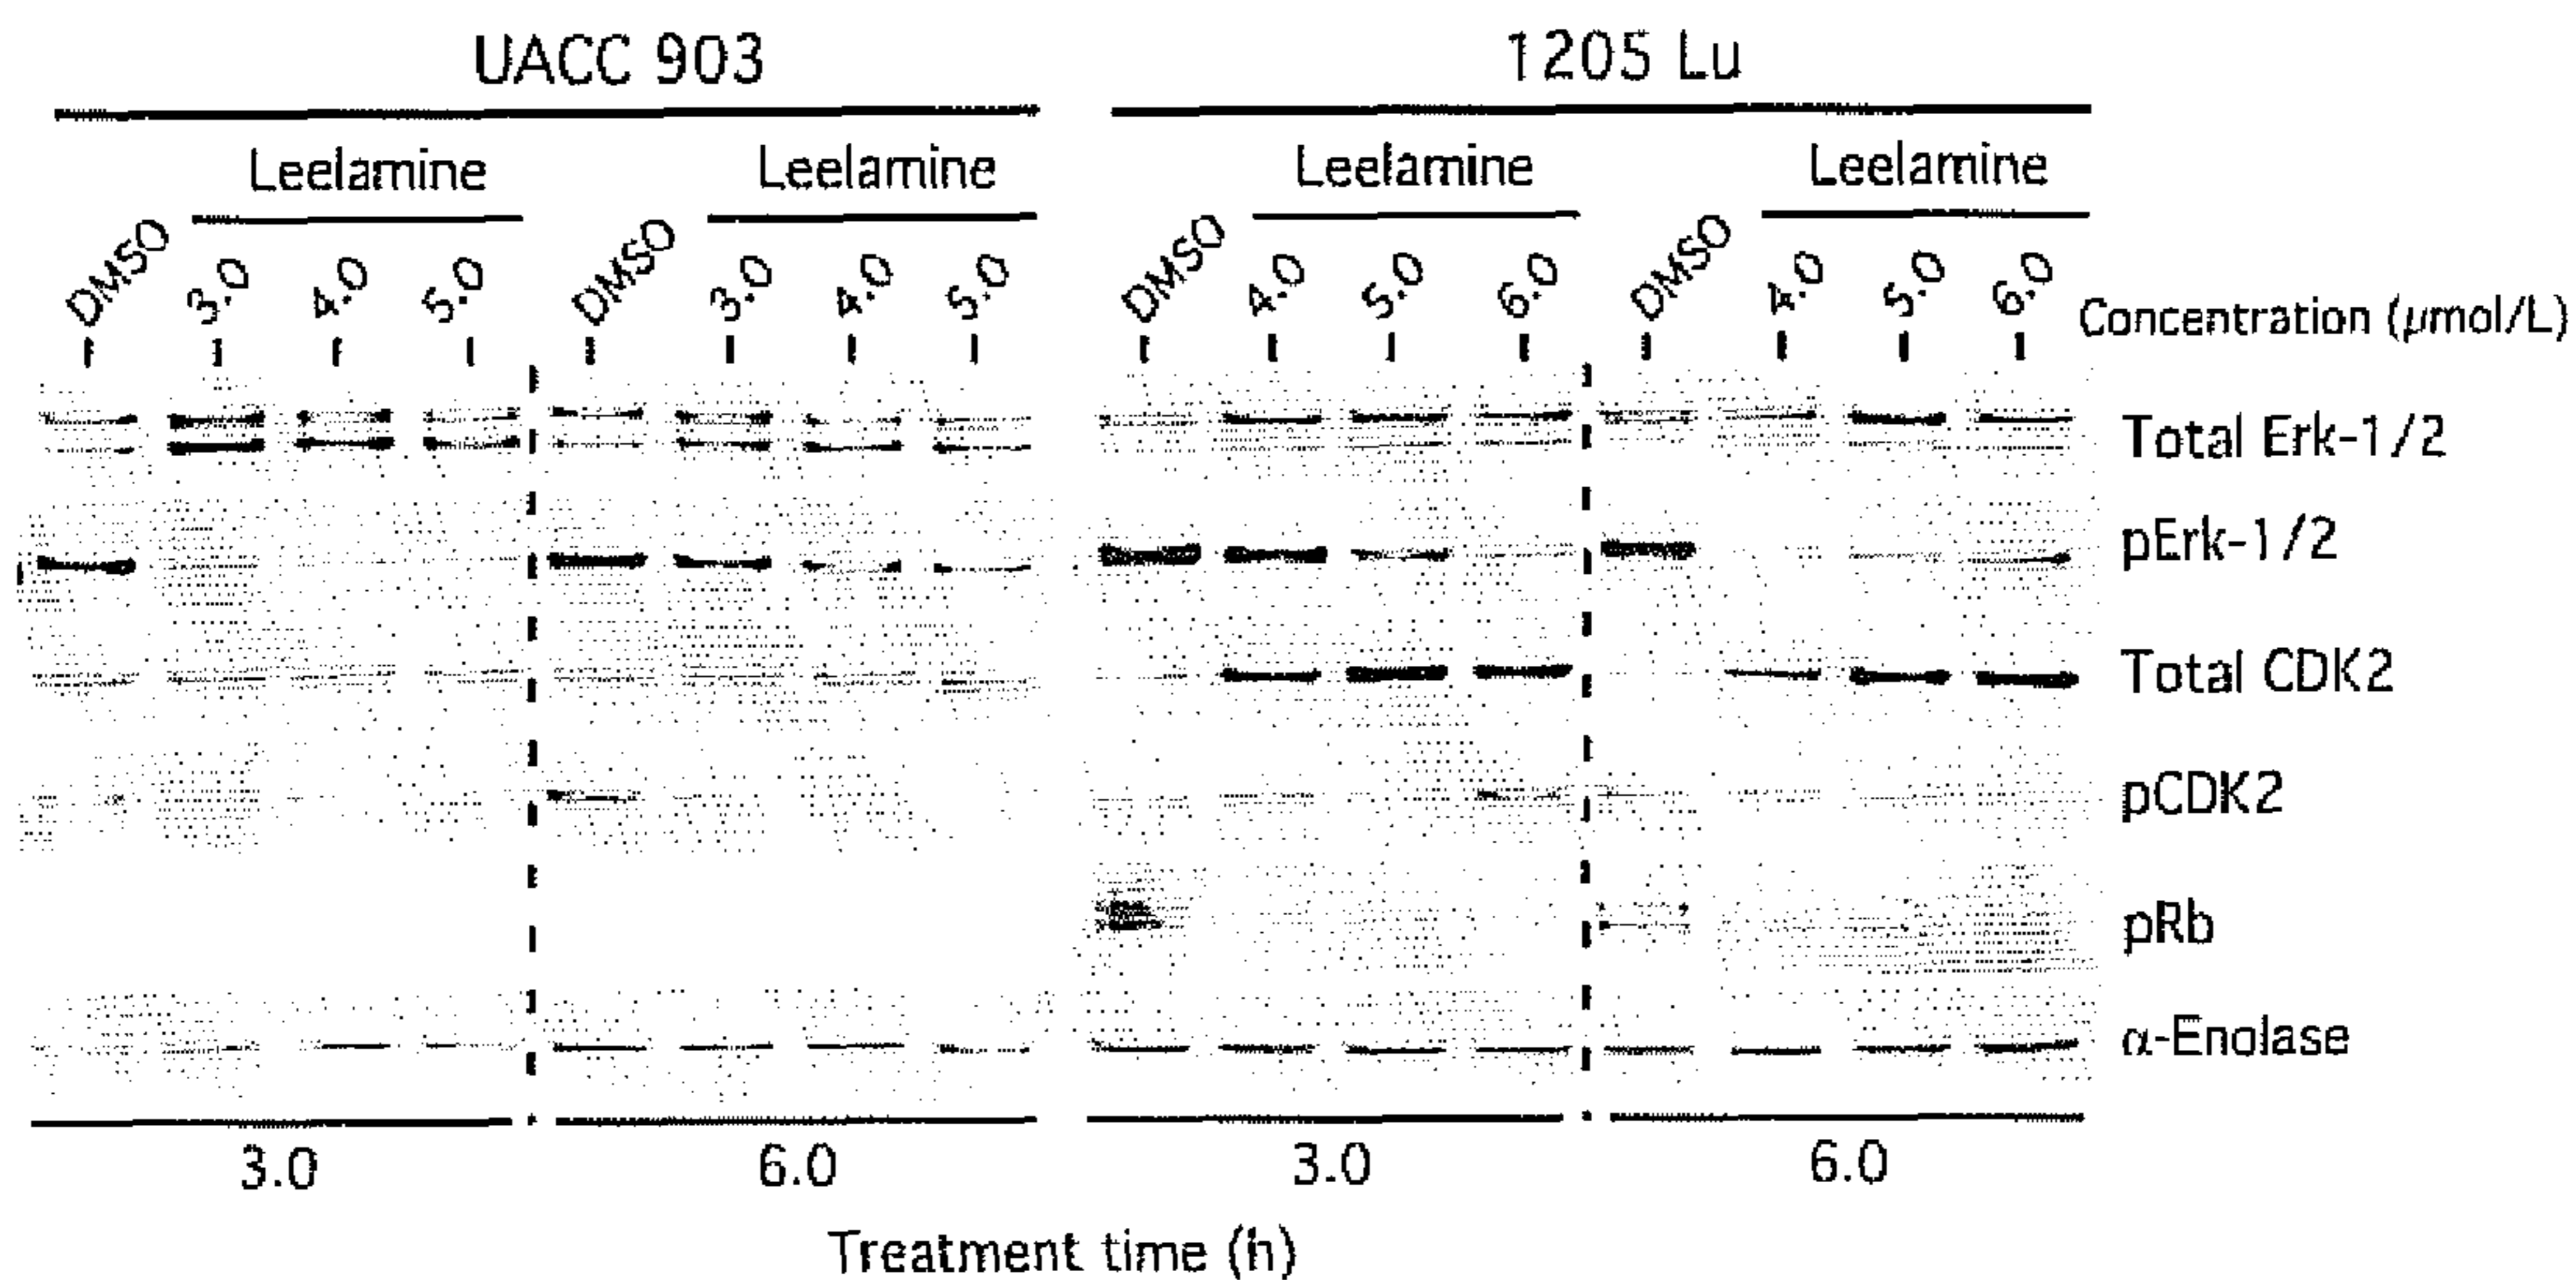 UACC 903 1205 Lu
Leelamine Leelamine Leelamine Leelamine
DMSO 3.0 4.0 5.0 DMSO 3.0 4.0 5.0 DMSO 4.0 5.0 6.0 DMSO 4.0 5.0 6.0 Concentration (μmol/L)
Total Erk-1/2
pErk-1/2
Total CDK2
pCDK2
pRb
α-Enolase
3.0 6.0 3.0 6.0
Treatment time (h)